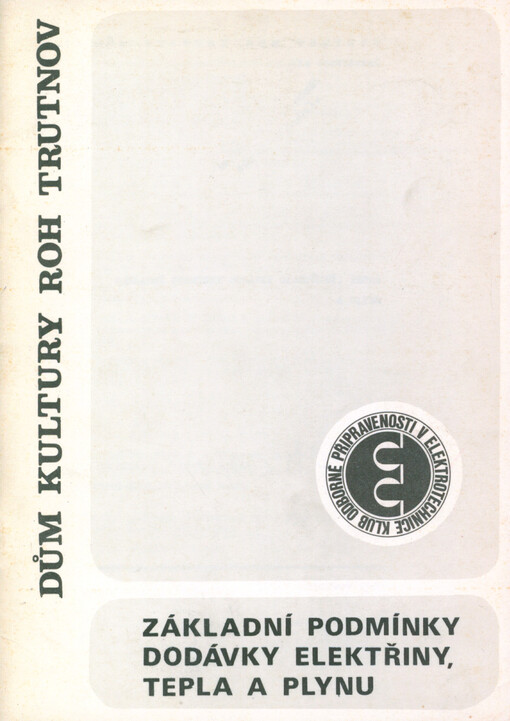 DŮM KULTURY ROH TRUTNOV
KLUB ODBORNÉ PŘIPRAVENOSTI V ELEKTROTECHNICE
ZÁKLADNÍ PODMÍNKY
DODÁVKY ELEKTŘINY,
TEPLA A PLYNU